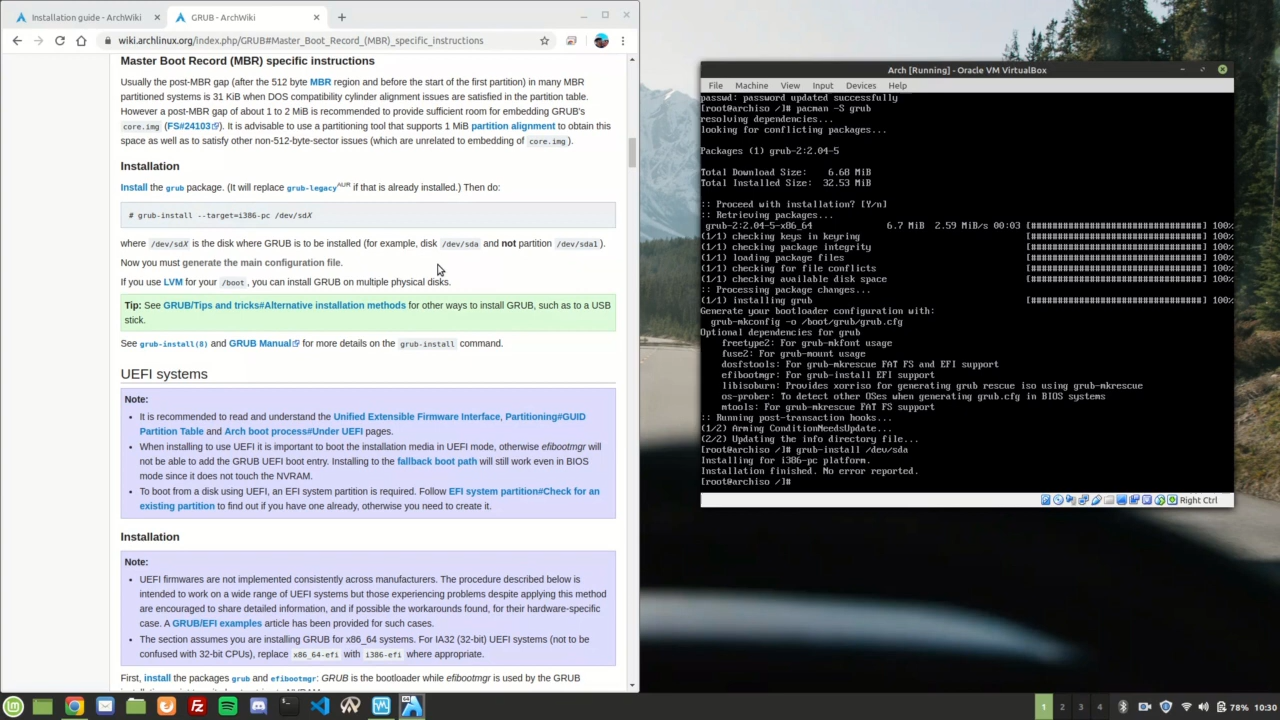 Installation guide - ArchWiki
GRUB - ArchWiki
wiki.archlinux.org/index.php/GRUB#Master_Boot_Record_(MBR)_specific_instructions
Master Boot Record (MBR) specific instructions
Usually the post-MBR gap (after the 512 byte MBR region and before the start of the first partition) in many MBR
partitioned systems is 31 KiB when DOS compatibility cylinder alignment issues are satisfied in the partition table.
However a post-MBR gap of about 1 to 2 MiB is recommended to provide sufficient room for embedding GRUB's
core.img (FS#24103). It is advisable to use a partitioning tool that supports 1 MiB partition alignment to obtain this
space as well as to satisfy other non-512-byte-sector issues (which are unrelated to embedding of core.img).
Installation
Install the grub package. (It will replace grub-legacyAUR if that is already installed.) Then do:
# grub-install --target=i386-pc /dev/sdX
where /dev/sdX is the disk where GRUB is to be installed (for example, disk /dev/sda and not partition /dev/sda1).
Now you must generate the main configuration file.
If you use LVM for your /boot, you can install GRUB on multiple physical disks.
Tip: See GRUB/Tips and tricks#Alternative installation methods for other ways to install GRUB, such as to a USB
stick.
See grub-install(8) and GRUB Manual for more details on the grub-install command.
UEFI systems
Note:
• It is recommended to read and understand the Unified Extensible Firmware Interface, Partitioning#GUID
Partition Table and Arch boot process#Under UEFI pages.
• When installing to use UEFI it is important to boot the installation media in UEFI mode, otherwise efibootmgr will
not be able to add the GRUB UEFI boot entry. Installing to the fallback boot path will still work even in BIOS
mode since it does not touch the NVRAM.
• To boot from a disk using UEFI, an EFI system partition is required. Follow EFI system partition#Check for an
existing partition to find out if you have one already, otherwise you need to create it.
Installation
Note:
• UEFI firmwares are not implemented consistently across manufacturers. The procedure described below is
intended to work on a wide range of UEFI systems but those experiencing problems despite applying this method
are encouraged to share detailed information, and if possible the workarounds found, for their hardware-specific
case. A GRUB/EFI examples article has been provided for such cases.
• The section assumes you are installing GRUB for x86_64 systems. For IA32 (32-bit) UEFI systems (not to be
confused with 32-bit CPUs), replace x86_64-efi with i386-efi where appropriate.
First, install the packages grub and efibootmgr: GRUB is the bootloader while efibootmgr is used by the GRUB
Arch [Running] - Oracle VM VirtualBox
File Machine View Input Devices Help
passwd: password updated successfully
[root@archiso /]# pacman -S grub
resolving dependencies...
looking for conflicting packages...
Packages (1) grub-2:2.04-5
Total Download Size: 6.68 MiB
Total Installed Size: 32.53 MiB
:: Proceed with installation? [Y/n]
:: Retrieving packages...
grub-2:2.04-5-x86_64 6.7 MiB 2.59 MiB/s 00:03 [################################] 100%
(1/1) checking keys in keyring [################################] 100%
(1/1) checking package integrity [################################] 100%
(1/1) loading package files [################################] 100%
(1/1) checking for file conflicts [################################] 100%
(1/1) checking available disk space [################################] 100%
:: Processing package changes...
(1/1) installing grub [################################] 100%
Generate your bootloader configuration with:
grub-mkconfig -o /boot/grub/grub.cfg
Optional dependencies for grub
freetype2: For grub-mkfont usage
fuse2: For grub-mount usage
dosfstools: For grub-mkrescue FAT FS and EFI support
efibootmgr: For grub-install EFI support
libisoburn: Provides xorriso for generating grub rescue iso using grub-mkrescue
os-prober: To detect other OSes when generating grub.cfg in BIOS systems
mtools: For grub-mkrescue FAT FS support
:: Running post-transaction hooks...
(1/2) Arming ConditionNeedsUpdate...
(2/2) Updating the info directory file...
[root@archiso /]# grub-install /dev/sda
Installing for i386-pc platform.
Installation finished. No error reported.
[root@archiso /]#
Right Ctrl
1 2 3 4
78% 10:30